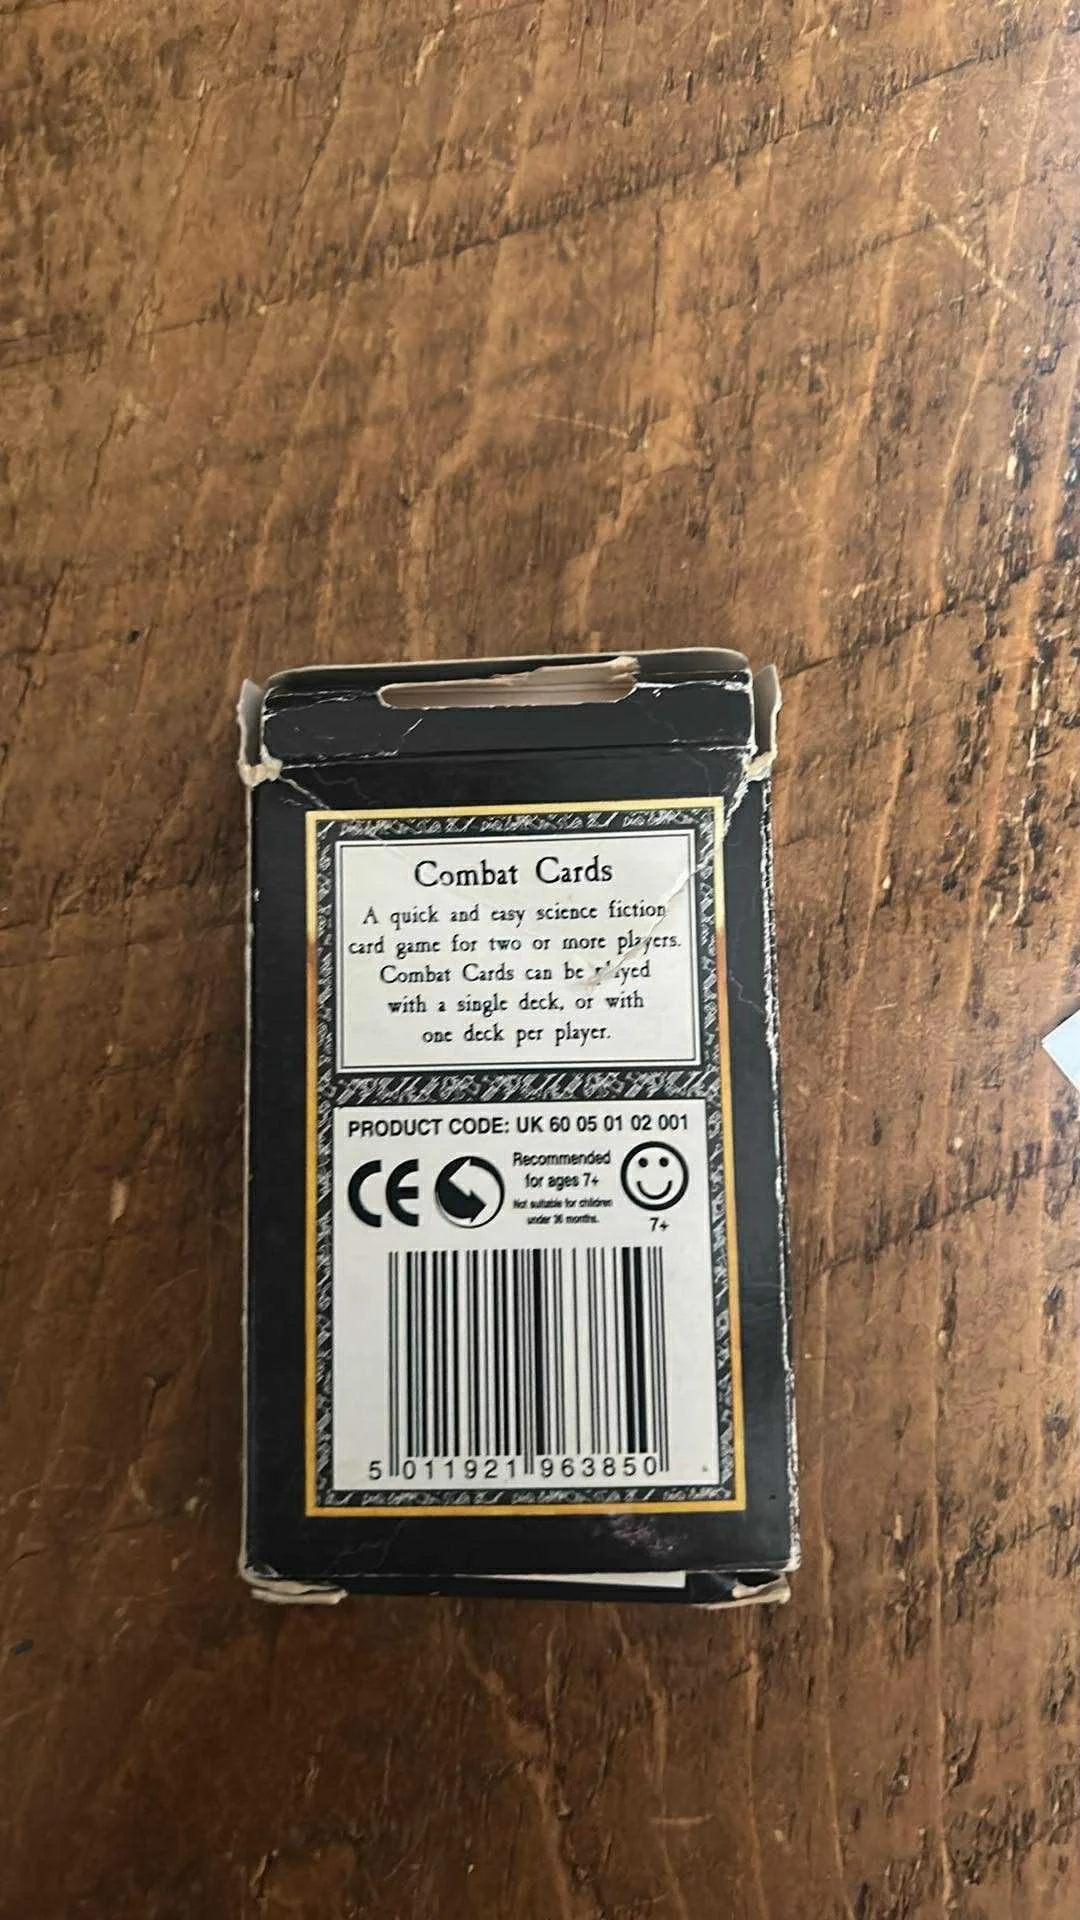 Combat Cards
A quick and easy science fiction
card game for two or more players.
Combat Cards can be played
with a single deck, or with
one deck per player.
PRODUCT CODE: UK 60 05 01 02 001
CE
Recommended
for ages 7+
Not suitable for children
under 36 months.
7+
5 011921 963850